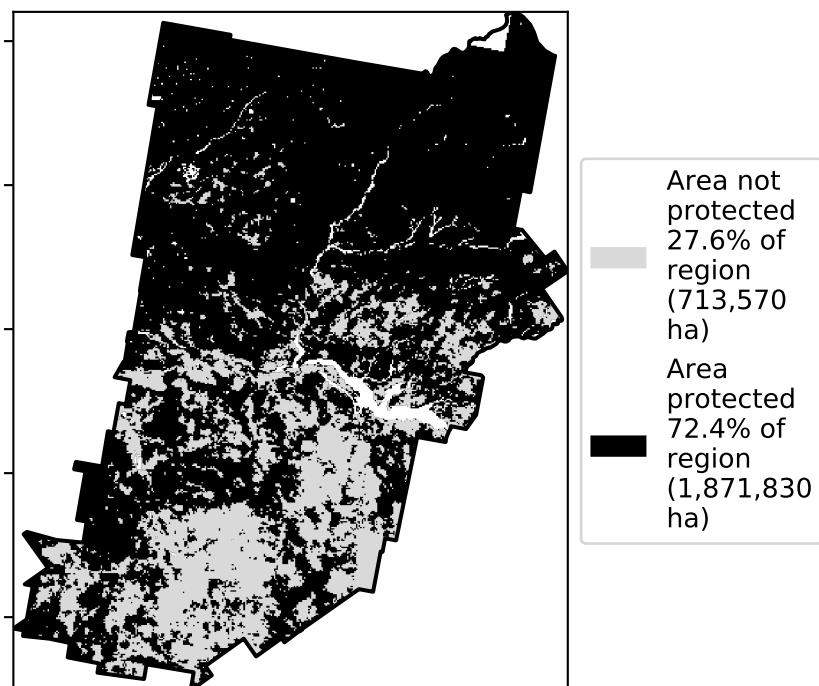 Area not
protected
27.6% of
region
(713,570
ha)
Area
protected
72.4% of
region
(1,871,830
ha)